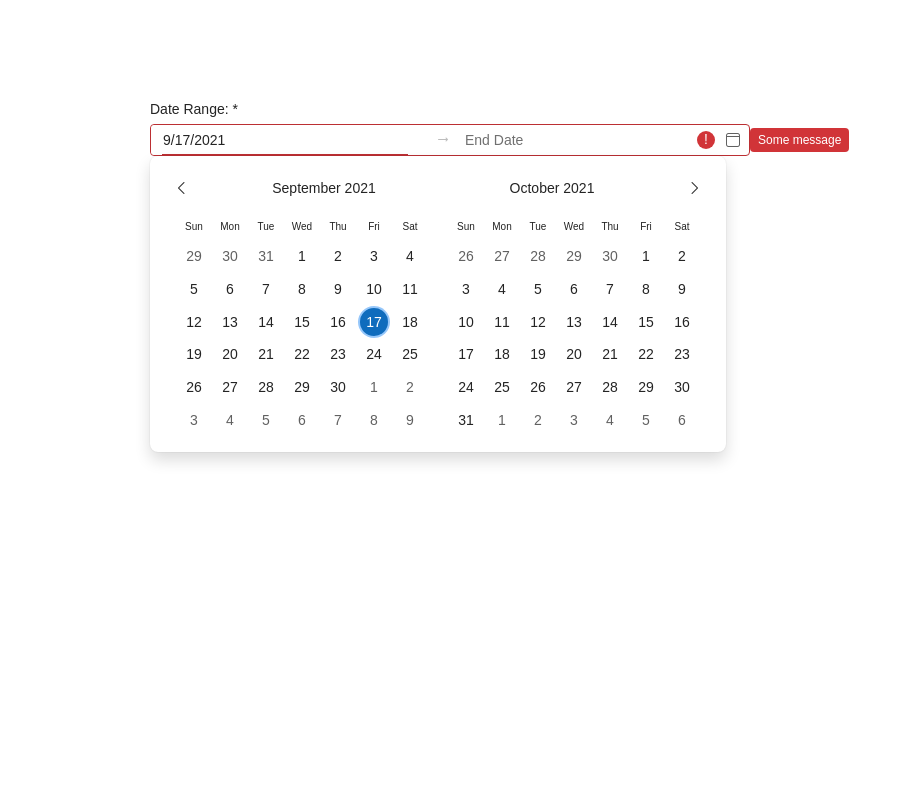 Date Range: *
9/17/2021 → End Date ! Some message
September 2021 October 2021
Sun Mon Tue Wed Thu Fri Sat Sun Mon Tue Wed Thu Fri Sat
29 30 31 1 2 3 4 26 27 28 29 30 1 2
5 6 7 8 9 10 11 3 4 5 6 7 8 9
12 13 14 15 16 17 18 10 11 12 13 14 15 16
19 20 21 22 23 24 25 17 18 19 20 21 22 23
26 27 28 29 30 1 2 24 25 26 27 28 29 30
3 4 5 6 7 8 9 31 1 2 3 4 5 6